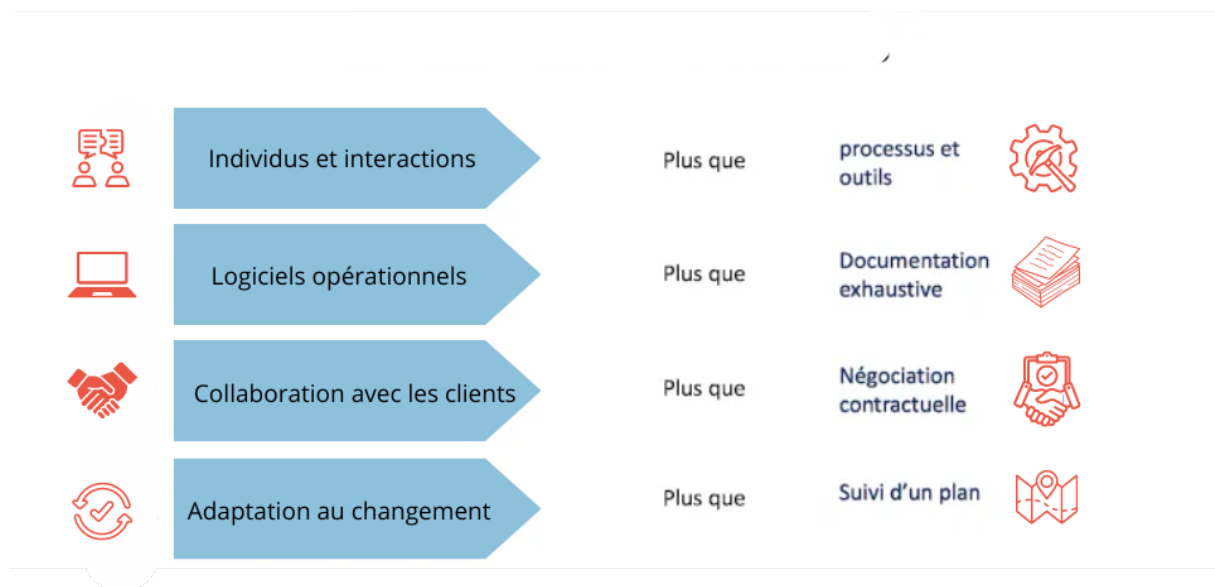 Individus et interactions Plus que processus et
outils
Logiciels opérationnels Plus que Documentation
exhaustive
Collaboration avec les clients Plus que Négociation
contractuelle
Adaptation au changement Plus que Suivi d'un plan